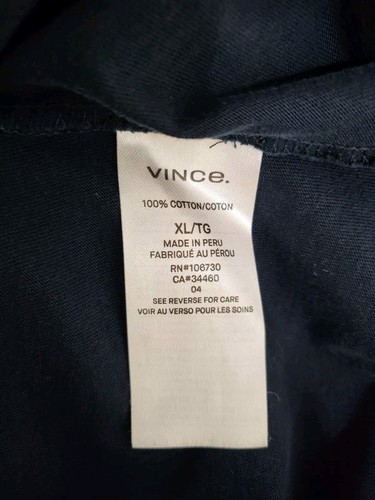 VINCE.
100% COTTON/COTON
XL/TG
MADE IN PERU
FABRIQUÉ AU PÉROU
RN#106730
CA#34460
04
SEE REVERSE FOR CARE
VOIR AU VERSO POUR LES SOINS